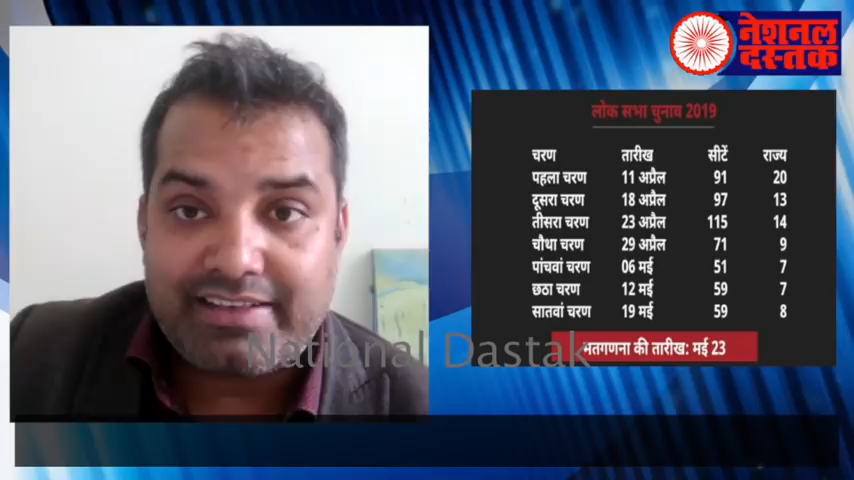 नेशनल
दस्तक
लोक सभा चुनाव 2019
चरण तारीख सीटें राज्य
पहला चरण 11 अप्रैल 91 20
दूसरा चरण 18 अप्रैल 97 13
तीसरा चरण 23 अप्रैल 115 14
चौथा चरण 29 अप्रैल 71 9
पांचवां चरण 06 मई 51 7
छठा चरण 12 मई 59 7
सातवां चरण 19 मई 59 8
मतगणना की तारीख: मई 23
National Dastak